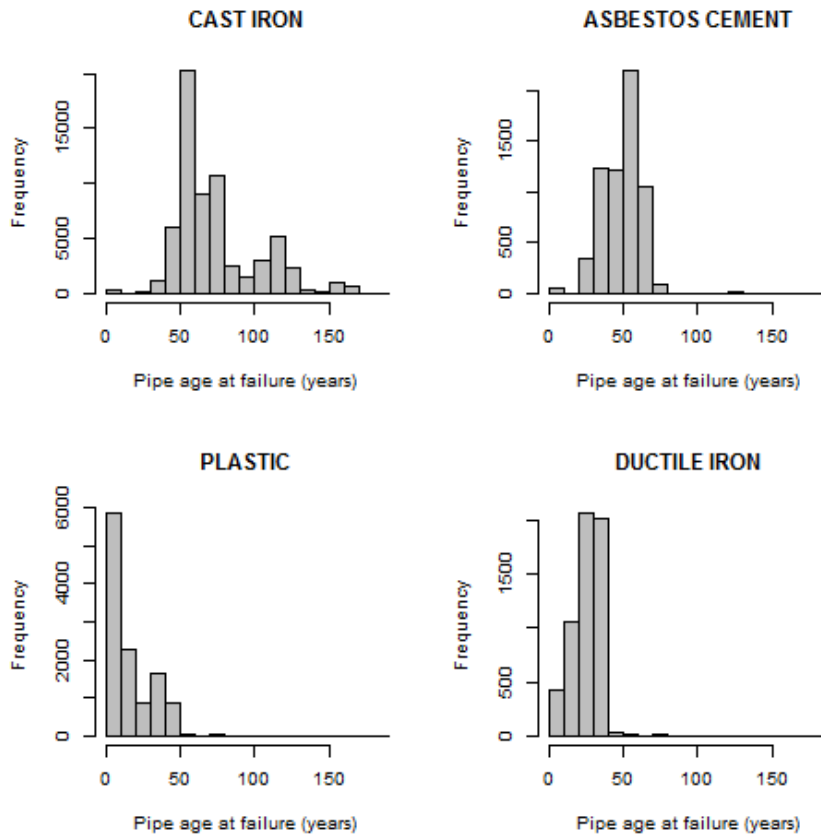 CAST IRON
Frequency
15000
5000
0
0 50 100 150
Pipe age at failure (years)
ASBESTOS CEMENT
Frequency
1500
500
0
0 50 100 150
Pipe age at failure (years)
PLASTIC
Frequency
6000
4000
2000
0
0 50 100 150
Pipe age at failure (years)
DUCTILE IRON
Frequency
1500
500
0
0 50 100 150
Pipe age at failure (years)